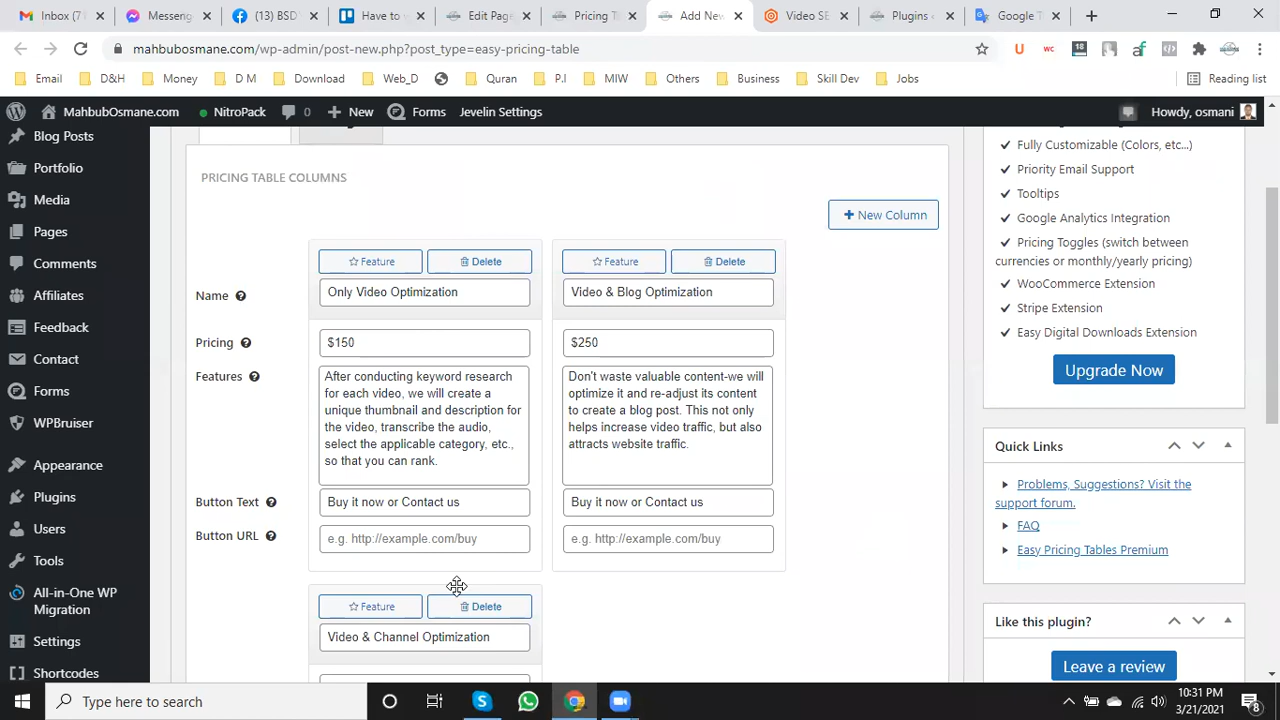 Inbox (7
Messeng
(13) BSD
Have to
Edit Page
Pricing T
Add New
Video SE
Plugins
Google T
mahbubosmane.com/wp-admin/post-new.php?post_type=easy-pricing-table
Email
D&H
Money
D M
Download
Web_D
Quran
P.I
MIW
Others
Business
Skill Dev
Jobs
Reading list
MahbubOsmane.com
NitroPack
0
New
Forms
Jevelin Settings
Howdy, osmani
Blog Posts
Portfolio
Media
Pages
Comments
Affiliates
Feedback
Contact
Forms
WPBruiser
Appearance
Plugins
Users
Tools
All-in-One WP
Migration
Settings
Shortcodes
PRICING TABLE COLUMNS
New Column
Feature
Delete
Feature
Delete
Name
Only Video Optimization
Video & Blog Optimization
Pricing
$150
$250
Features
After conducting keyword research
for each video, we will create a
unique thumbnail and description for
the video, transcribe the audio,
select the applicable category, etc.,
so that you can rank.
Don't waste valuable content-we will
optimize it and re-adjust its content
to create a blog post. This not only
helps increase video traffic, but also
attracts website traffic.
Button Text
Buy it now or Contact us
Buy it now or Contact us
Button URL
e.g. http://example.com/buy
e.g. http://example.com/buy
Feature
Delete
Video & Channel Optimization
Fully Customizable (Colors, etc...)
Priority Email Support
Tooltips
Google Analytics Integration
Pricing Toggles (switch between
currencies or monthly/yearly pricing)
WooCommerce Extension
Stripe Extension
Easy Digital Downloads Extension
Upgrade Now
Quick Links
Problems, Suggestions? Visit the
support forum.
FAQ
Easy Pricing Tables Premium
Like this plugin?
Leave a review
Type here to search
10:31 PM
3/21/2021
8